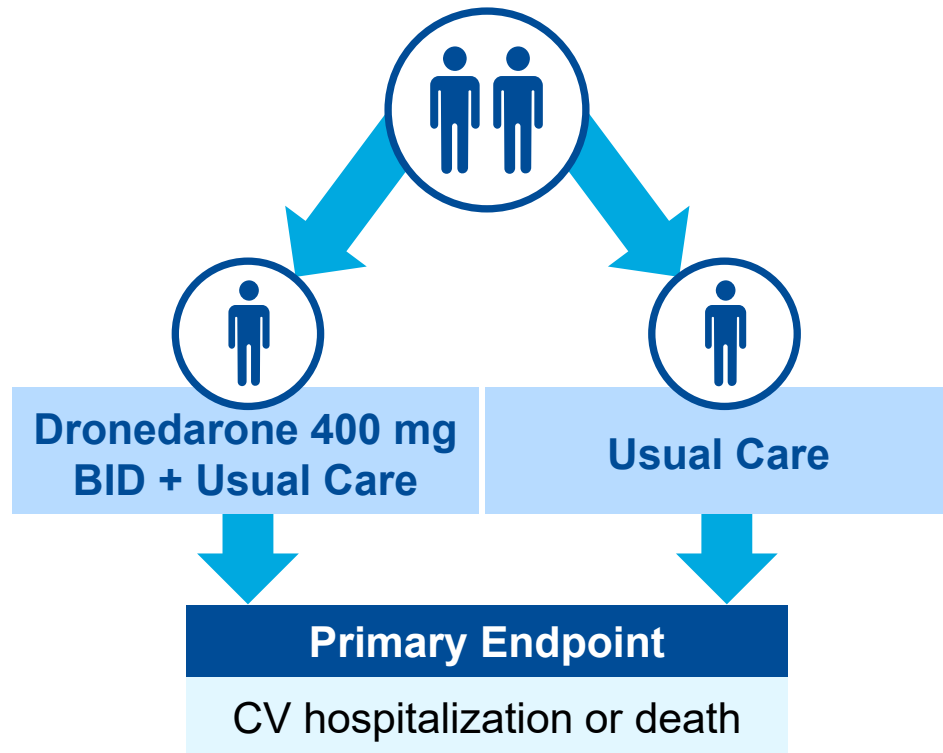 Dronedarone 400 mg
BID + Usual Care
Usual Care
Primary Endpoint
CV hospitalization or death